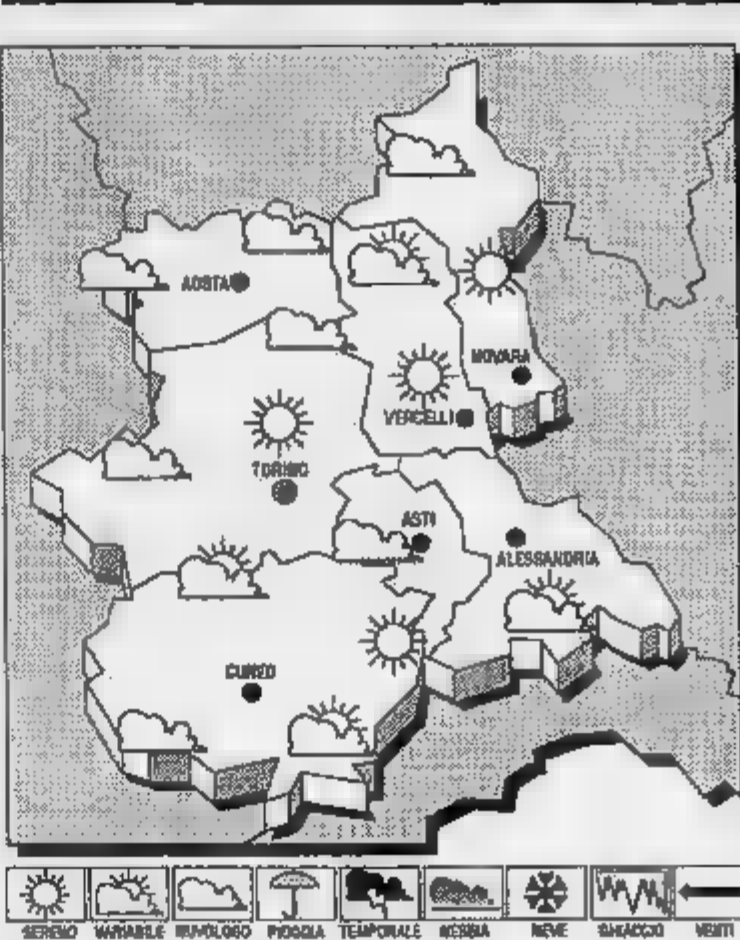 AOSTA
NOVARA
VERCELLI
TORINO
ASTI
ALESSANDRIA
CUNEO
SERENO VARIABILE NUVOLOSO PIOGGIA TEMPORALE NEBBIA NEVE GHIACCIO VENTI